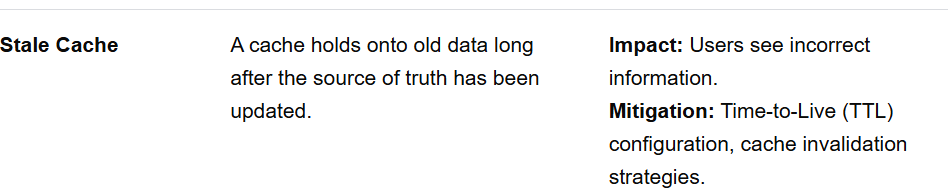 Stale Cache
A cache holds onto old data long
after the source of truth has been
updated.
Impact: Users see incorrect
information.
Mitigation: Time-to-Live (TTL)
configuration, cache invalidation
strategies.